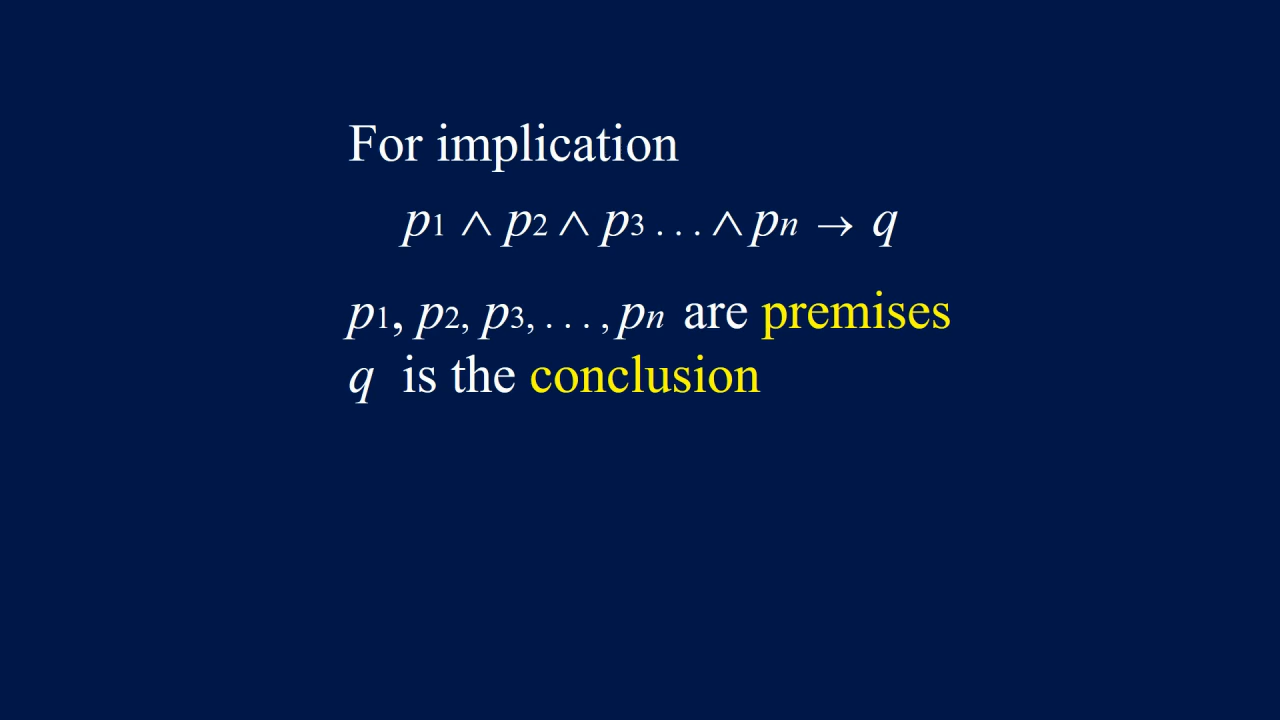 For implication
p1 ∧ p2 ∧ p3 . . . ∧ pn → q
p1, p2, p3, . . . , pn are premises
q is the conclusion